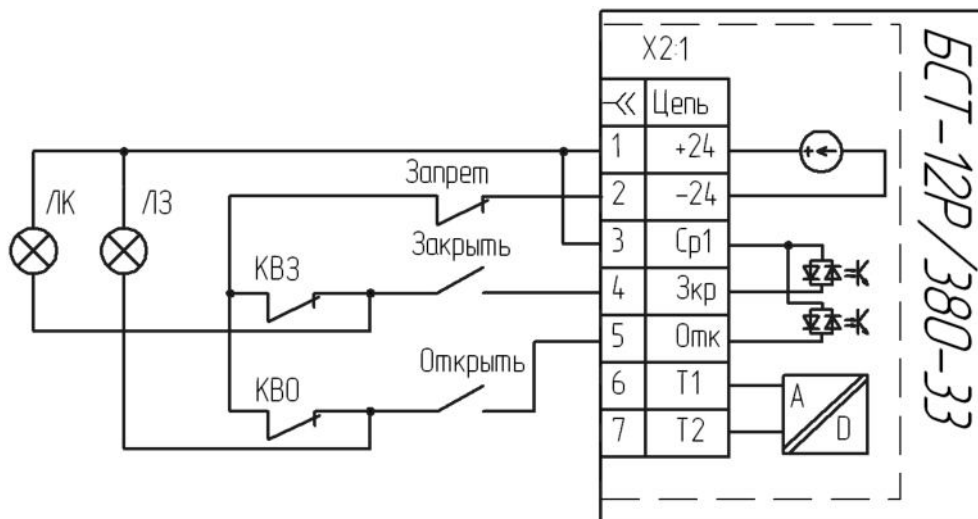 X2:1
Цепь
1 +24
Запрет
2 -24
ЛК ЛЗ
Закрыть
3 Ср1
КВЗ
4 Зкр
Открыть
5 Отк
КВО
6 Т1
A
7 Т2
D
БСТ-12Р/380-33